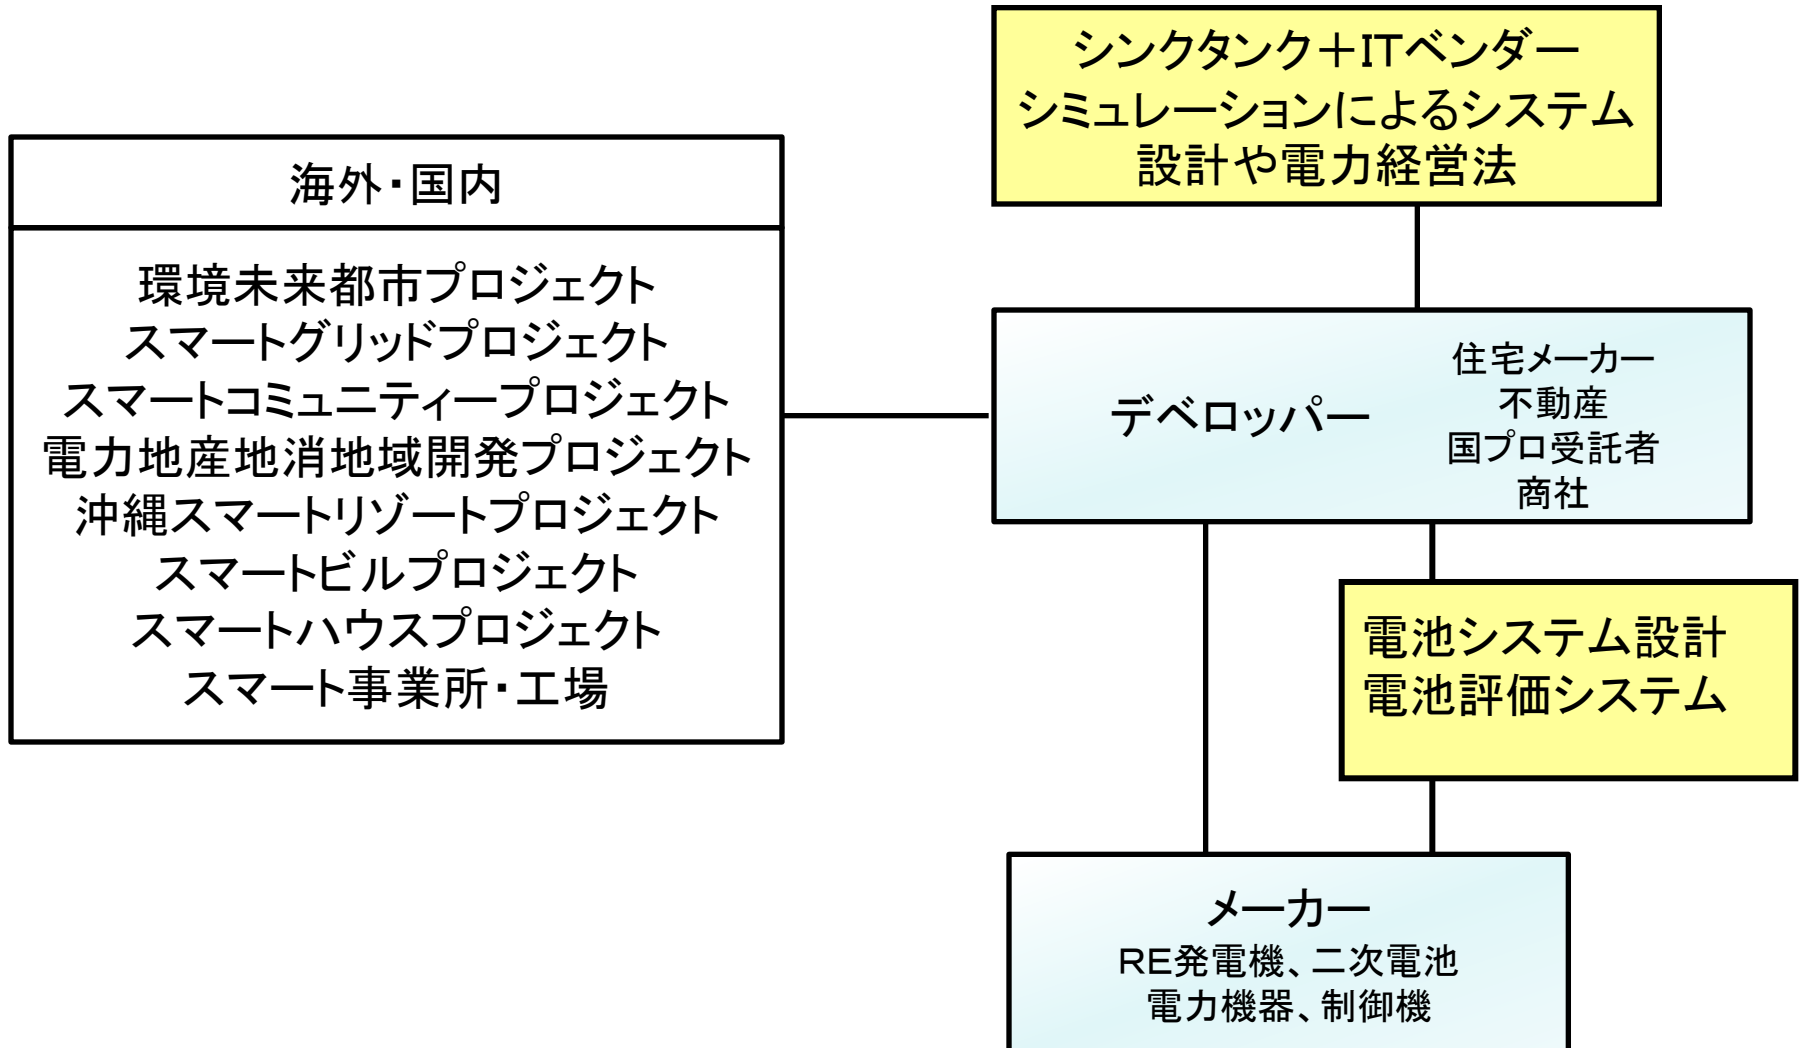 シンクタンク＋ITベンダー
シミュレーションによるシステム
設計や電力経営法
海外・国内
環境未来都市プロジェクト
スマートグリッドプロジェクト
スマートコミュニティープロジェクト
電力地産地消地域開発プロジェクト
沖縄スマートリゾートプロジェクト
スマートビルプロジェクト
スマートハウスプロジェクト
スマート事業所・工場
デベロッパー
住宅メーカー
不動産
国プロ受託者
商社
電池システム設計
電池評価システム
メーカー
RE発電機、二次電池
電力機器、制御機